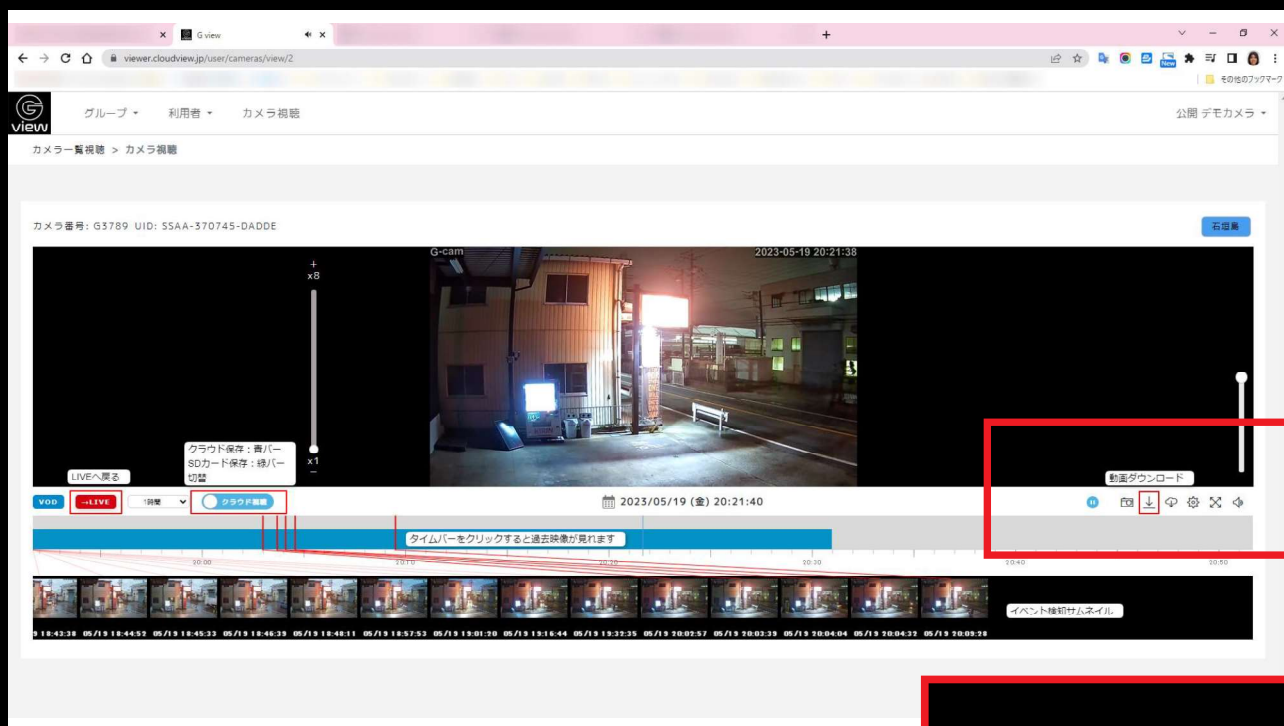 G view
viewer.cloudview.jp/user/cameras/view/2
New
その他のブックマーク
G view
グループ
利用者
カメラ視聴
公開 デモカメラ
カメラ一覧視聴 > カメラ視聴
カメラ番号: G3789 UID: SSAA-370745-DADDE
石垣島
G-cam
2023-05-19 20:21:38
+
x8
x1
−
クラウド保存：青バー
SDカード保存：緑バー
切替
LIVEへ戻る
動画ダウンロード
VOD
→LIVE
1時間
クラウド視聴
2023/05/19 (金) 20:21:40
タイムバーをクリックすると過去映像が見れます
20:00
20:10
20:20
20:30
20:40
20:50
イベント検知サムネイル
9 18:43:38 05/19 18:44:52 05/19 18:45:33 05/19 18:46:39 05/19 18:48:11 05/19 18:57:53 05/19 19:01:20 05/19 19:16:44 05/19 19:32:35 05/19 20:02:57 05/19 20:03:39 05/19 20:04:04 05/19 20:04:32 05/19 20:09:28